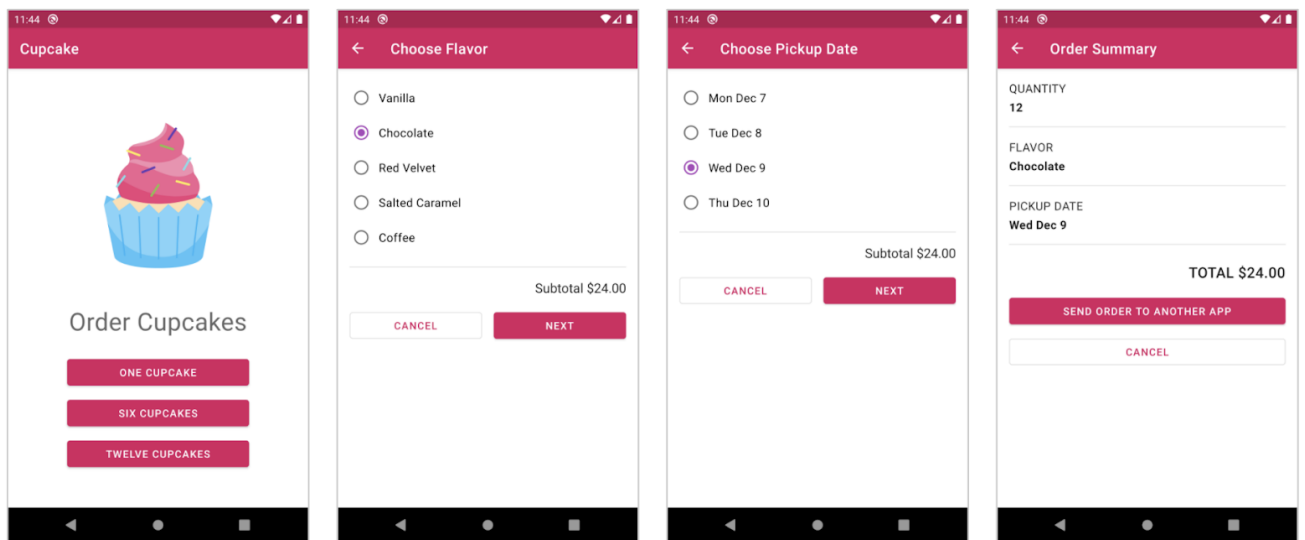 11:44
Cupcake
Order Cupcakes
ONE CUPCAKE
SIX CUPCAKES
TWELVE CUPCAKES
11:44
Choose Flavor
Vanilla
Chocolate
Red Velvet
Salted Caramel
Coffee
Subtotal $24.00
CANCEL NEXT
11:44
Choose Pickup Date
Mon Dec 7
Tue Dec 8
Wed Dec 9
Thu Dec 10
Subtotal $24.00
CANCEL NEXT
11:44
Order Summary
QUANTITY
12
FLAVOR
Chocolate
PICKUP DATE
Wed Dec 9
TOTAL $24.00
SEND ORDER TO ANOTHER APP
CANCEL